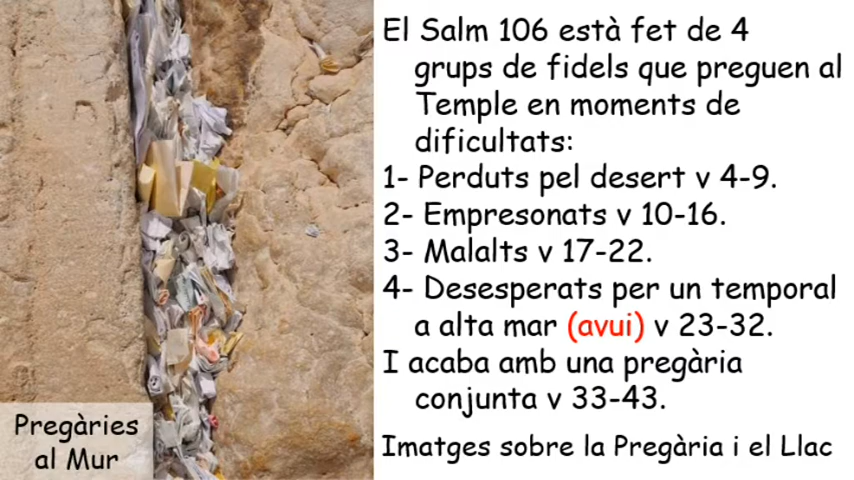 El Salm 106 està fet de 4
grups de fidels que preguen al
Temple en moments de
dificultats:
1- Perduts pel desert v 4-9.
2- Empresonats v 10-16.
3- Malalts v 17-22.
4- Desesperats per un temporal
a alta mar (avui) v 23-32.
I acaba amb una pregària
conjunta v 33-43.
Imatges sobre la Pregària i el Llac
Pregàries
al Mur